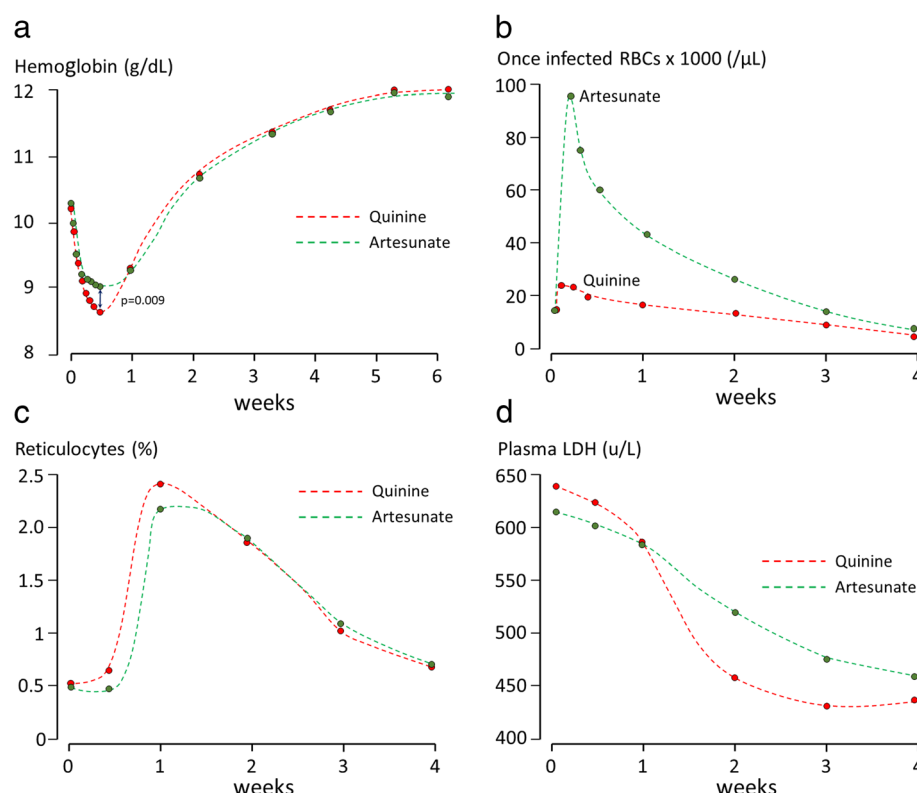 a
Hemoglobin (g/dL)
12
11
10
9
8
p=0.009
Quinine
Artesunate
0 1 2 3 4 5 6
weeks
b
Once infected RBCs x 1000 (/µL)
100
80
60
40
20
0
Artesunate
Quinine
0 1 2 3 4
weeks
c
Reticulocytes (%)
2.5
2.0
1.5
1
0.5
0
Quinine
Artesunate
0 1 2 3 4
weeks
d
Plasma LDH (u/L)
650
600
550
500
450
400
Quinine
Artesunate
0 1 2 3 4
weeks